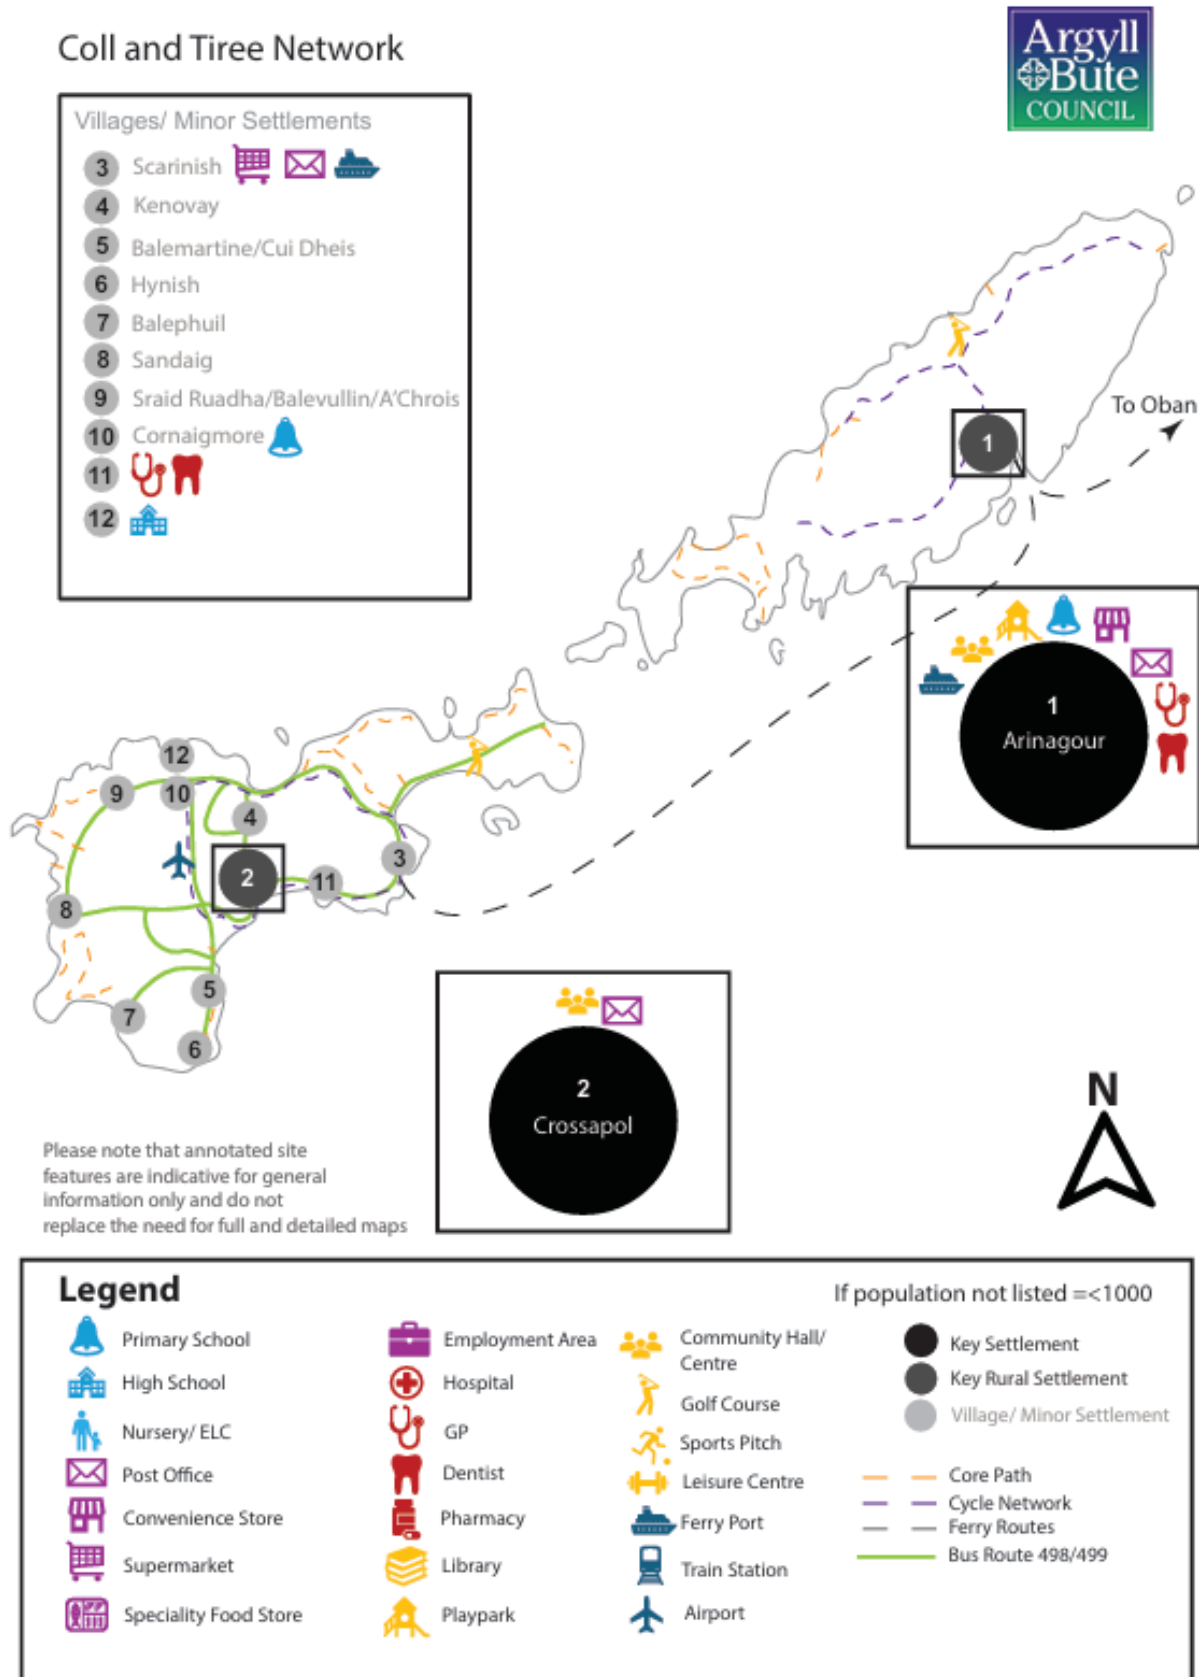 Coll and Tiree Network
Argyll
Bute
COUNCIL
Villages/ Minor Settlements
3 Scarinish
4 Kenovay
5 Balemartine/Cui Dheis
6 Hynish
7 Balephuil
8 Sandaig
9 Sraid Ruadha/Balevullin/A'Chrois
10 Cornaigmore
11
12
To Oban
1
1
Arinagour
12
9
10
4
3
2
11
8
5
7
6
2
Crossapol
N
Please note that annotated site
features are indicative for general
information only and do not
replace the need for full and detailed maps
Legend
If population not listed =<1000
Primary School
High School
Nursery/ ELC
Post Office
Convenience Store
Supermarket
Speciality Food Store
Employment Area
Hospital
GP
Dentist
Pharmacy
Library
Playpark
Community Hall/
Centre
Golf Course
Sports Pitch
Leisure Centre
Ferry Port
Train Station
Airport
Key Settlement
Key Rural Settlement
Village/ Minor Settlement
Core Path
Cycle Network
Ferry Routes
Bus Route 498/499